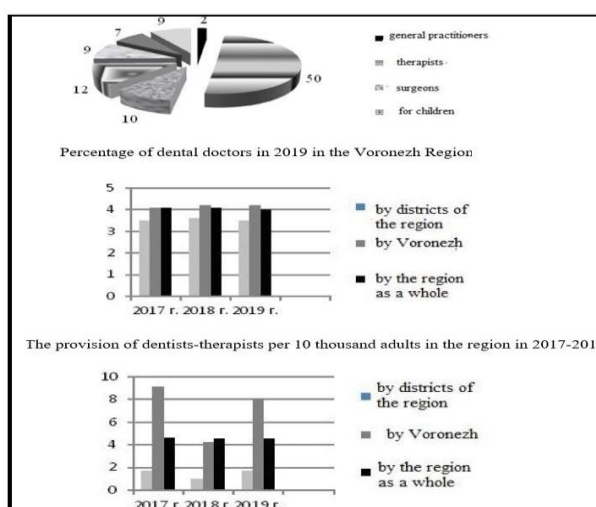 9
2
7
9
50
12
10
general practitioners
therapists
surgeons
for children
Percentage of dental doctors in 2019 in the Voronezh Region
5
4
3
2
1
0
2017 r. 2018 r. 2019 r.
by districts of
the region
by Voronezh
by the region
as a whole
The provision of dentists-therapists per 10 thousand adults in the region in 2017-201
10
8
6
4
2
0
2017 r. 2018 r. 2019 r.
by districts of
the region
by Voronezh
by the region
as a whole